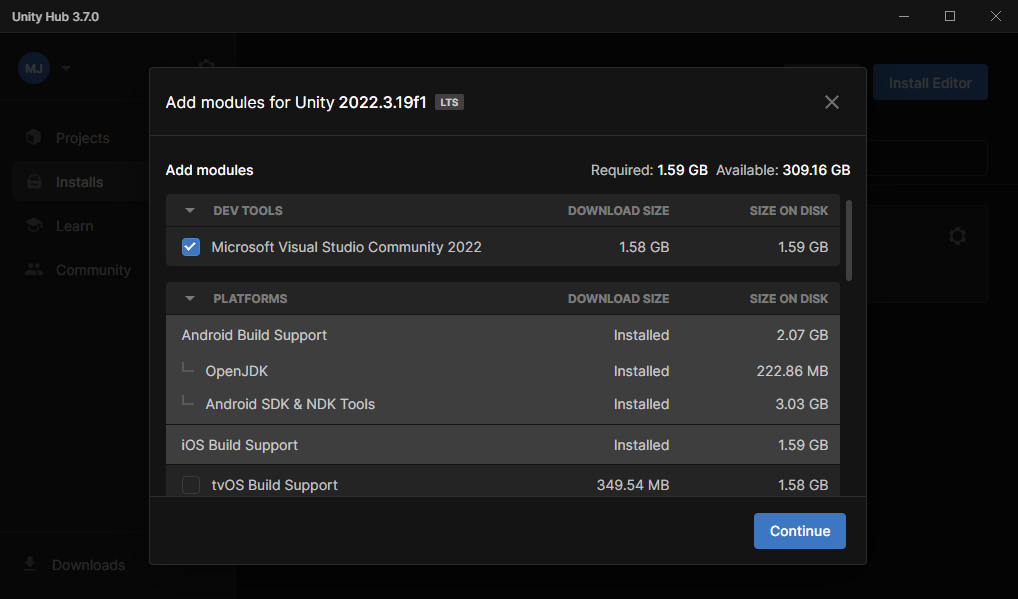 Unity Hub 3.7.0
MJ
Install Editor
Projects
Installs
Learn
Community
Downloads
Add modules for Unity 2022.3.19f1 LTS
Add modules Required: 1.59 GB Available: 309.16 GB
DEV TOOLS DOWNLOAD SIZE SIZE ON DISK
Microsoft Visual Studio Community 2022 1.58 GB 1.59 GB
PLATFORMS DOWNLOAD SIZE SIZE ON DISK
Android Build Support Installed 2.07 GB
OpenJDK Installed 222.86 MB
Android SDK & NDK Tools Installed 3.03 GB
iOS Build Support Installed 1.59 GB
tvOS Build Support 349.54 MB 1.58 GB
Continue